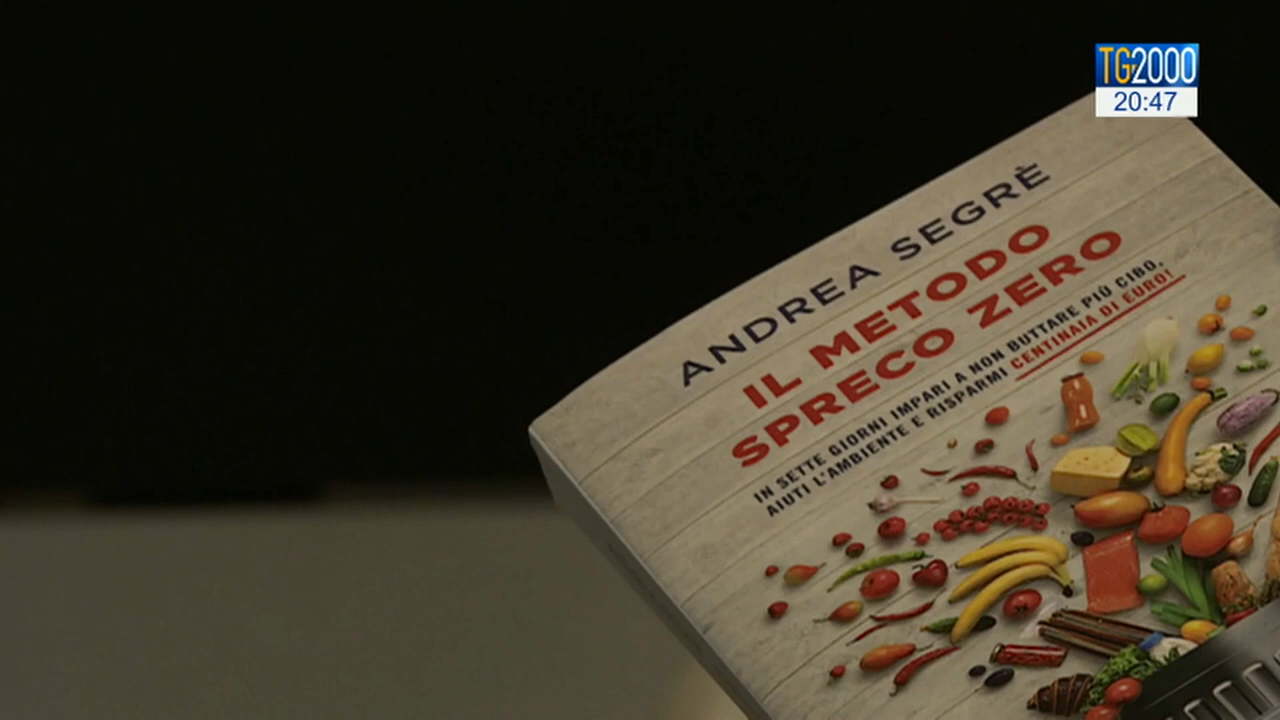 TG2000
20:47
ANDREA SEGRÈ
IL METODO
SPRECO ZERO
IN SETTE GIORNI IMPARI A NON BUTTARE PIÙ CIBO,
AIUTI L'AMBIENTE E RISPARMI CENTINAIA DI EURO!